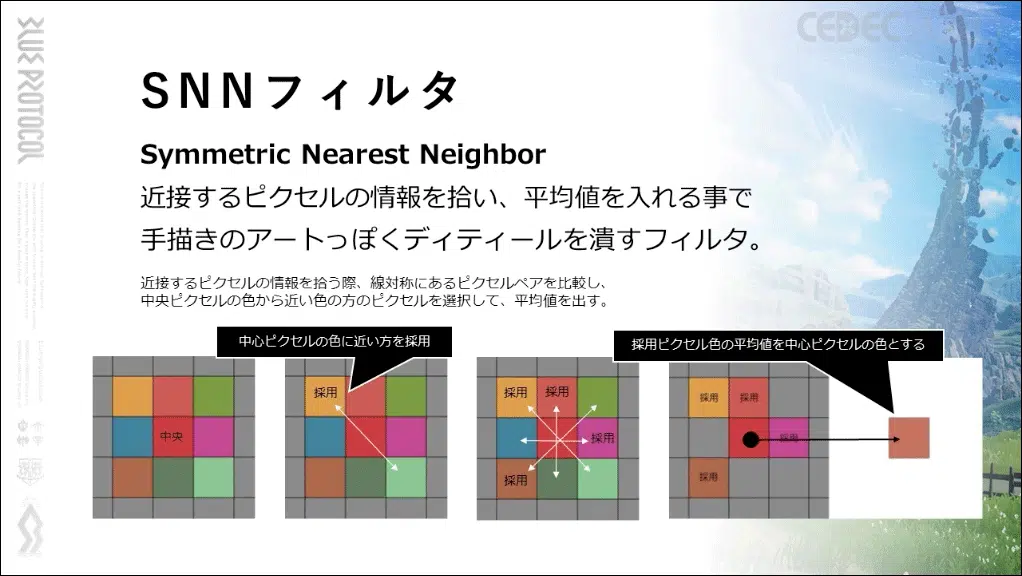 BLUE PROTOCOL
CEDEC
SNNフィルタ
Symmetric Nearest Neighbor
近接するピクセルの情報を拾い、平均値を入れる事で
手描きのアートっぽくディティールを潰すフィルタ。
近接するピクセルの情報を拾う際、線対称にあるピクセルペアを比較し、
中央ピクセルの色から近い色の方のピクセルを選択して、平均値を出す。
中心ピクセルの色に近い方を採用
採用ピクセル色の平均値を中心ピクセルの色とする
中央
採用
採用
採用
採用
採用
採用
採用
採用
採用